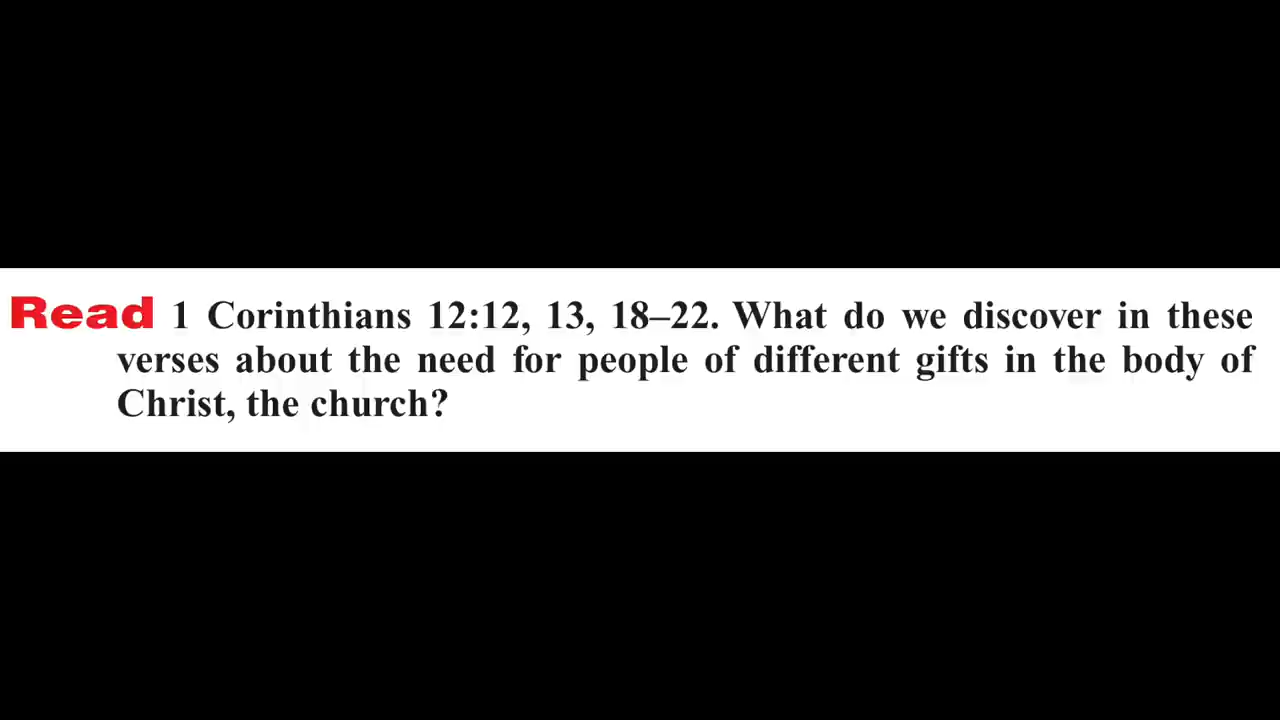 Read 1 Corinthians 12:12, 13, 18–22. What do we discover in these
verses about the need for people of different gifts in the body of
Christ, the church?